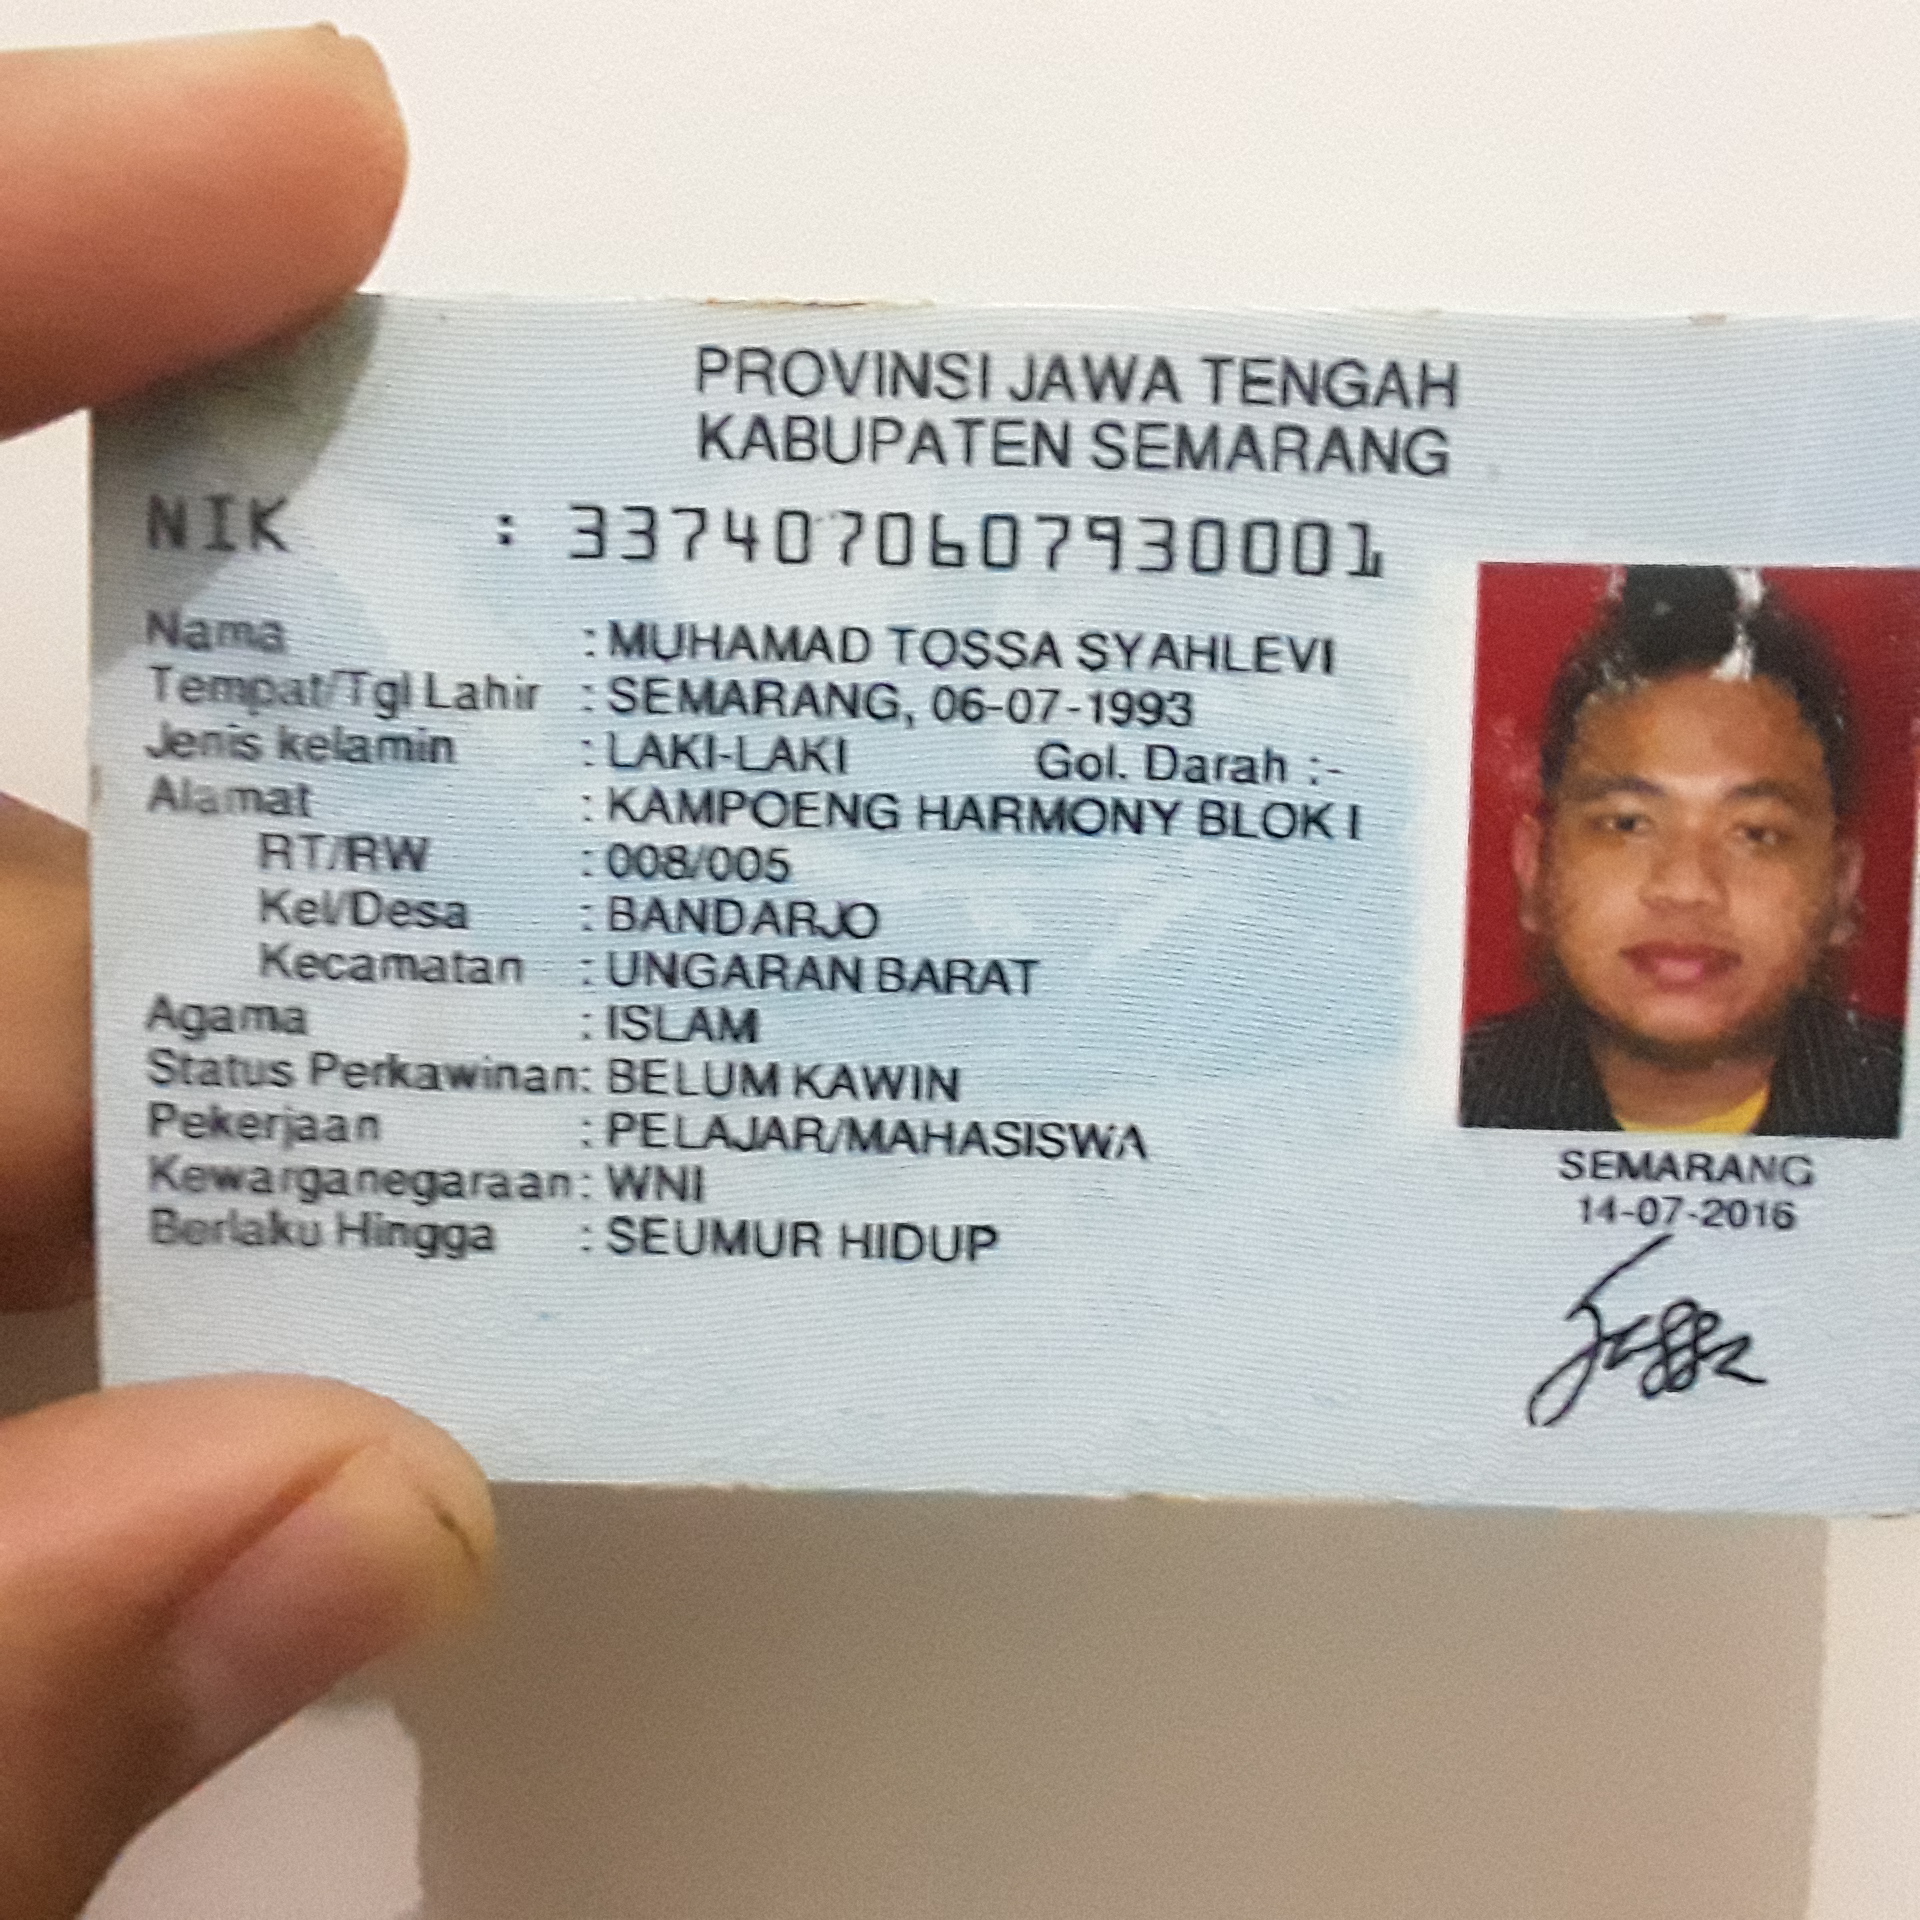 PROVINSI JAWA TENGAH
KABUPATEN SEMARANG
NIK : 3374070607930001
Nama : MUHAMAD TOSSA SYAHLEVI
Tempat/Tgl Lahir : SEMARANG, 06-07-1993
Jenis kelamin : LAKI-LAKI Gol. Darah :-
Alamat : KAMPOENG HARMONY BLOK I
RT/RW : 008/005
Kel/Desa : BANDARJO
Kecamatan : UNGARAN BARAT
Agama : ISLAM
Status Perkawinan: BELUM KAWIN
Pekerjaan : PELAJAR/MAHASISWA
Kewarganegaraan: WNI
Berlaku Hingga : SEUMUR HIDUP
SEMARANG
14-07-2016